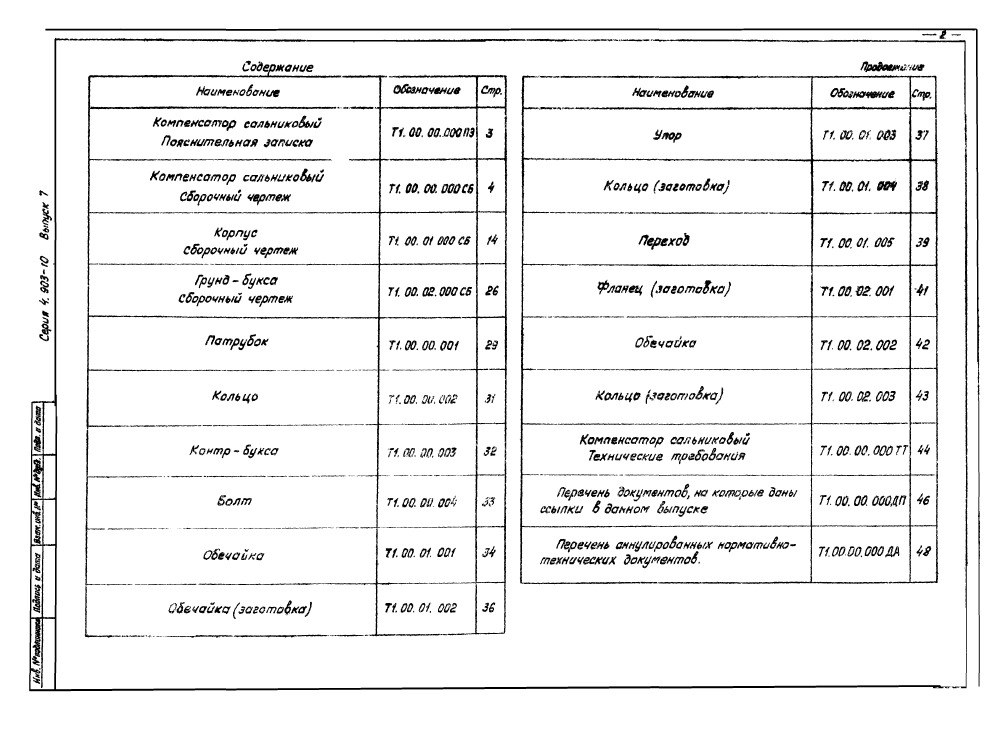 — 2 —
Содержание
Наименование Обозначение Стр.
Компенсатор сальниковый
Пояснительная записка
Т1. 00. 00.000ПЗ 3
Компенсатор сальниковый
Сборочный чертеж
Т1. 00. 00. 000 СБ 4
Корпус
Сборочный чертеж
Т1. 00. 01 000 СБ 14
Грунд-букса
Сборочный чертеж
Т1. 00. 02. 000 СБ 26
Патрубок Т1. 00. 00. 001 29
Кольцо Т1. 00. 00. 002 31
Контр-букса Т1. 00. 00. 003 32
Болт Т1. 00. 00. 004 33
Обечайка Т1. 00. 01. 001 34
Обечайка (заготовка) Т1. 00. 01. 002 36
Продолжение
Наименование Обозначение Стр.
Упор Т1. 00. 01. 003 37
Кольцо (заготовка) Т1. 00. 01. 004 38
Переход Т1. 00. 01. 005 39
Фланец (заготовка) Т1. 00. 02. 001 41
Обечайка Т1. 00. 02. 002 42
Кольцо (заготовка) Т1. 00. 02. 003 43
Компенсатор сальниковый
Технические требования
Т1. 00. 00. 000 ТТ 44
Перечень документов, на которые даны
ссылки в данном выпуске
Т1. 00. 00. 000ДП 46
Перечень аннулированных нормативно-
технических документов.
Т1.00.00.000 ДА 48
Серия 4. 903-10 Выпуск 7
Инв. № подлинника
Подпись и дата
Взам. инв. №
Инв. № дубл.
Подп. и дата